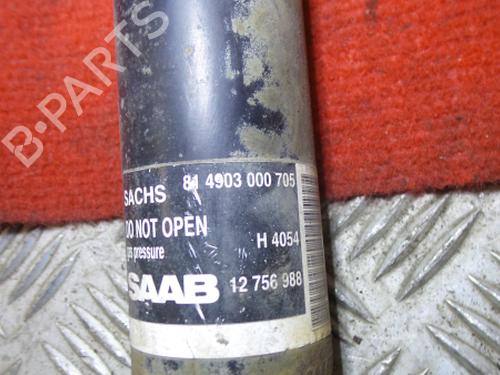 B-PARTS
SACHS 81 4903 000 705
DO NOT OPEN
gas pressure H 4054
SAAB 12 756 988